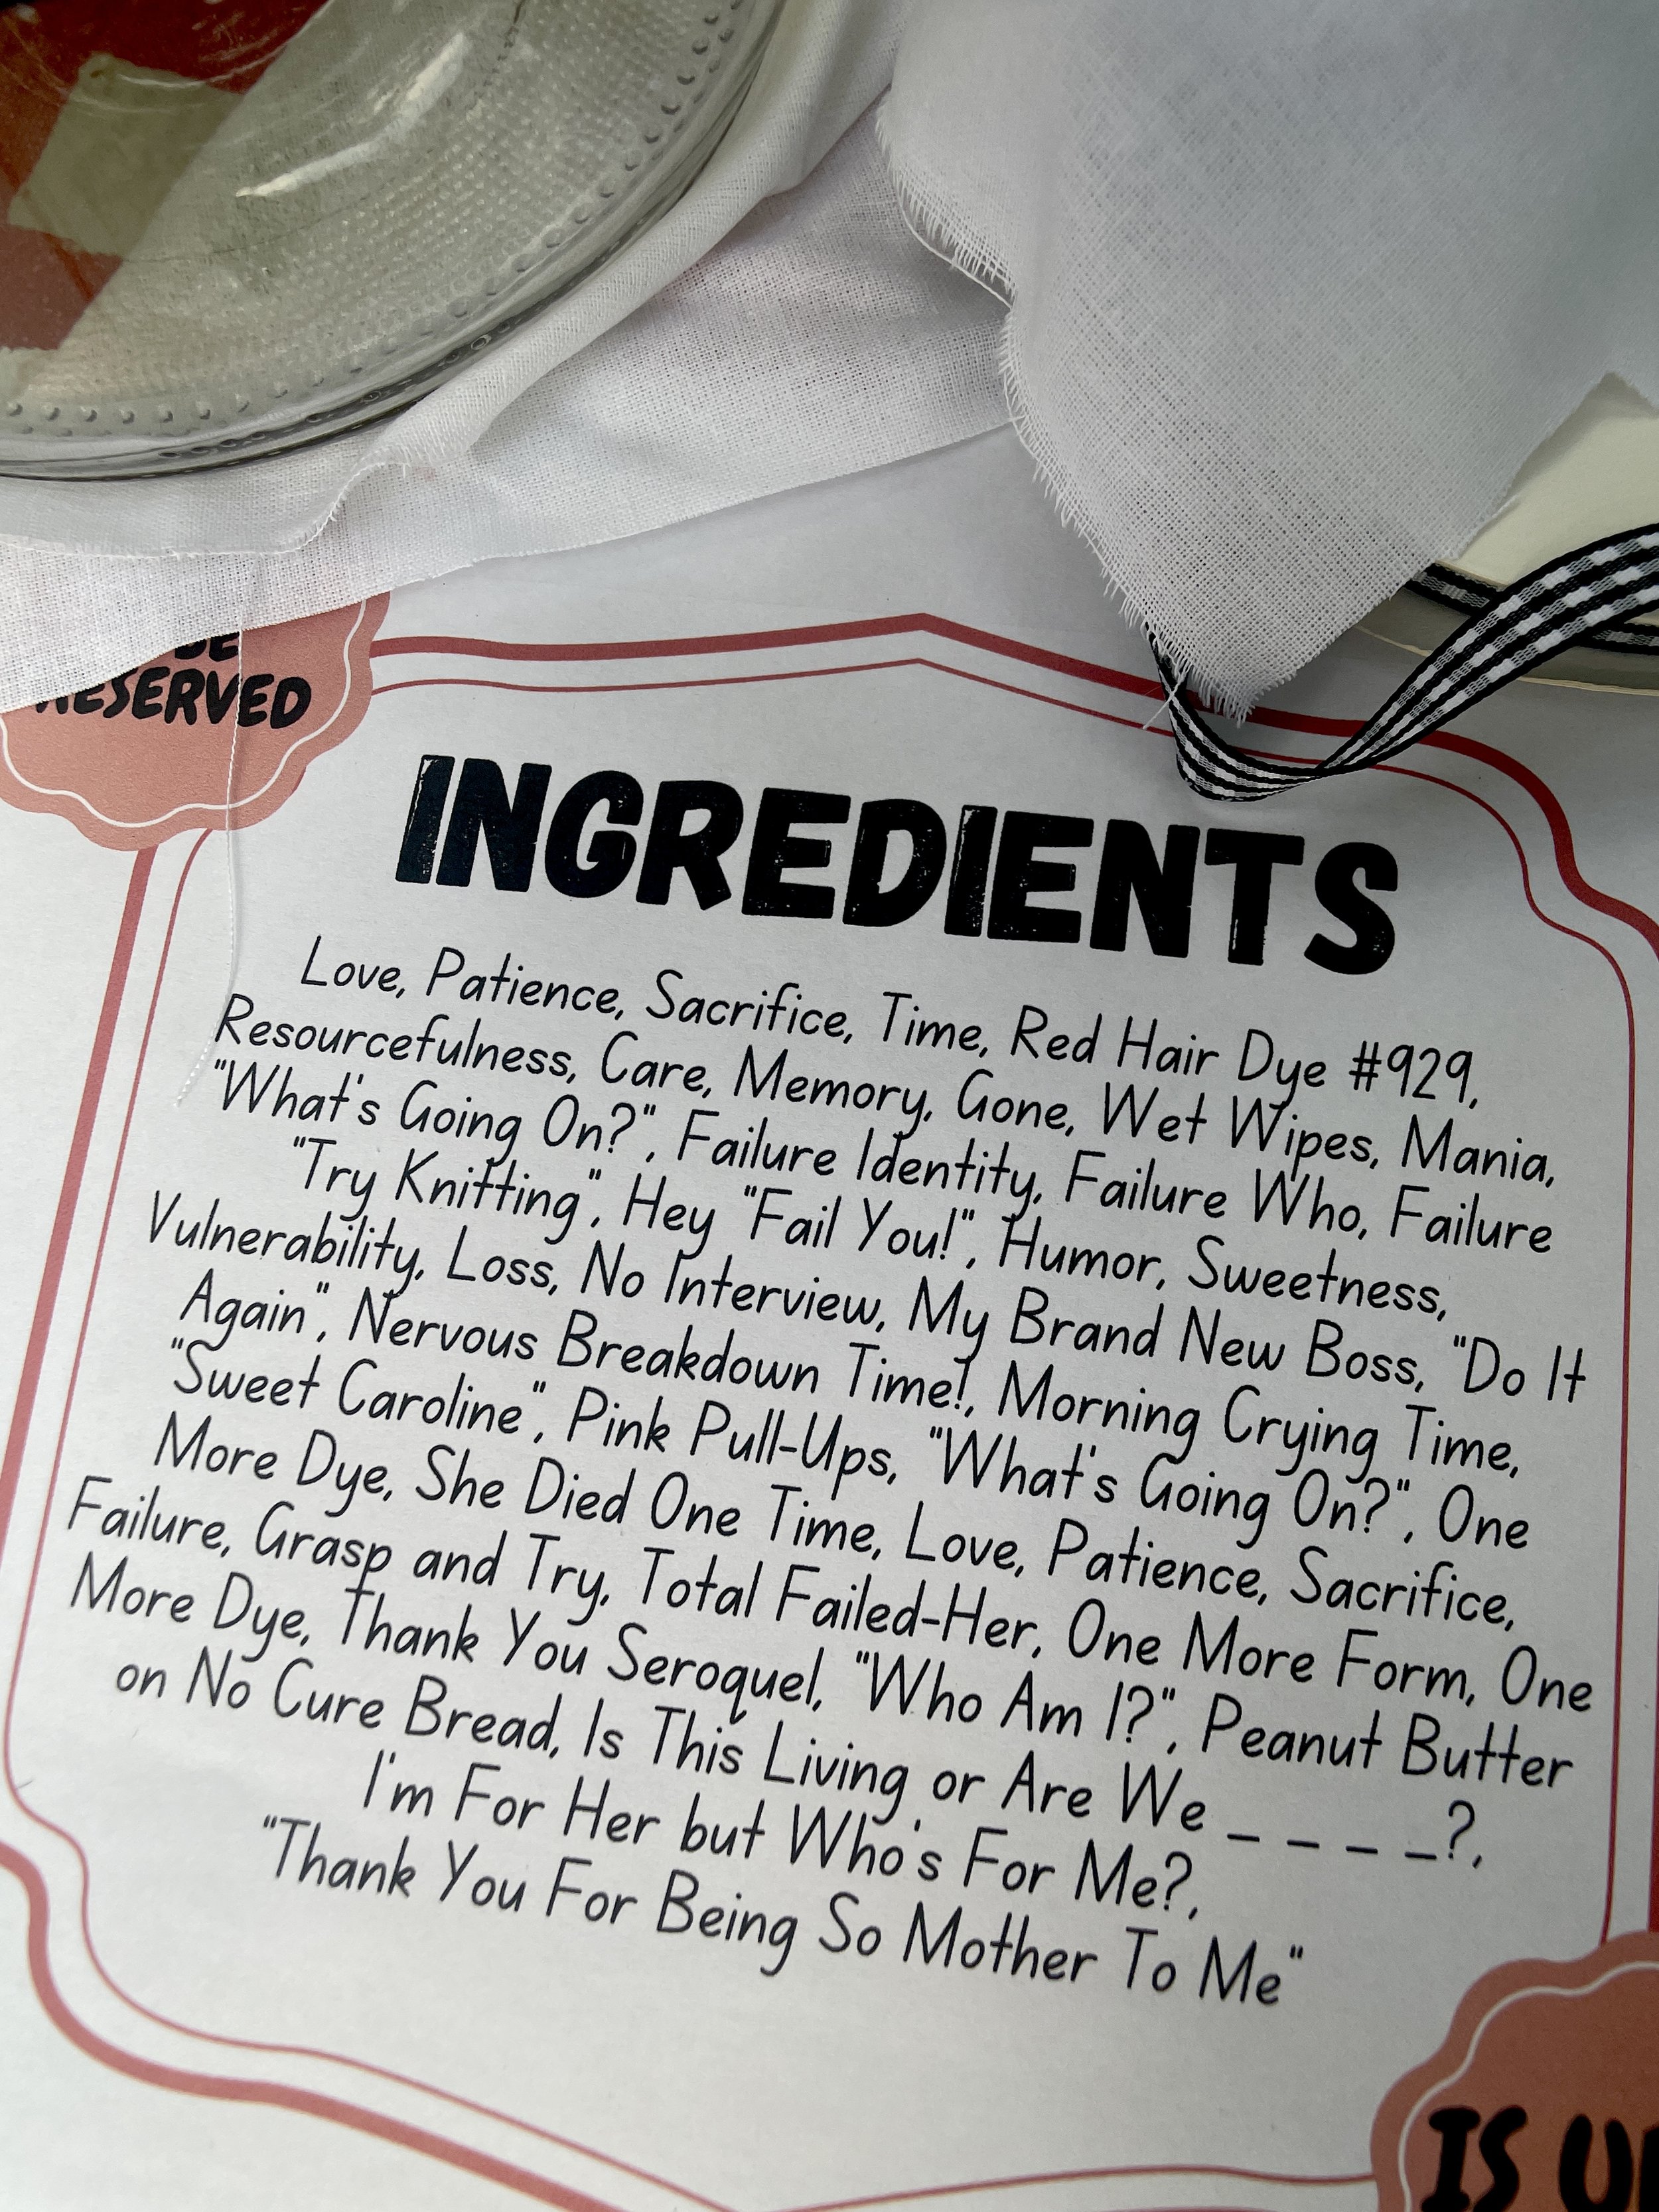 RESERVED
INGREDIENTS
Love, Patience, Sacrifice, Time, Red Hair Dye #929,
Resourcefulness, Care, Memory, Gone, Wet Wipes, Mania,
"What's Going On?", Failure Identity, Failure Who, Failure
"Try Knitting", Hey "Fail You!", Humor, Sweetness,
Vulnerability, Loss, No Interview, My Brand New Boss, "Do It
Again", Nervous Breakdown Time!, Morning Crying Time,
"Sweet Caroline", Pink Pull-Ups, "What's Going On?", One
More Dye, She Died One Time, Love, Patience, Sacrifice,
Failure, Grasp and Try, Total Failed-Her, One More Form, One
More Dye, Thank You Seroquel, "Who Am I?", Peanut Butter
on No Cure Bread, Is This Living or Are We _ _ _ _?,
I'm For Her but Who's For Me?,
"Thank You For Being So Mother To Me"
IS